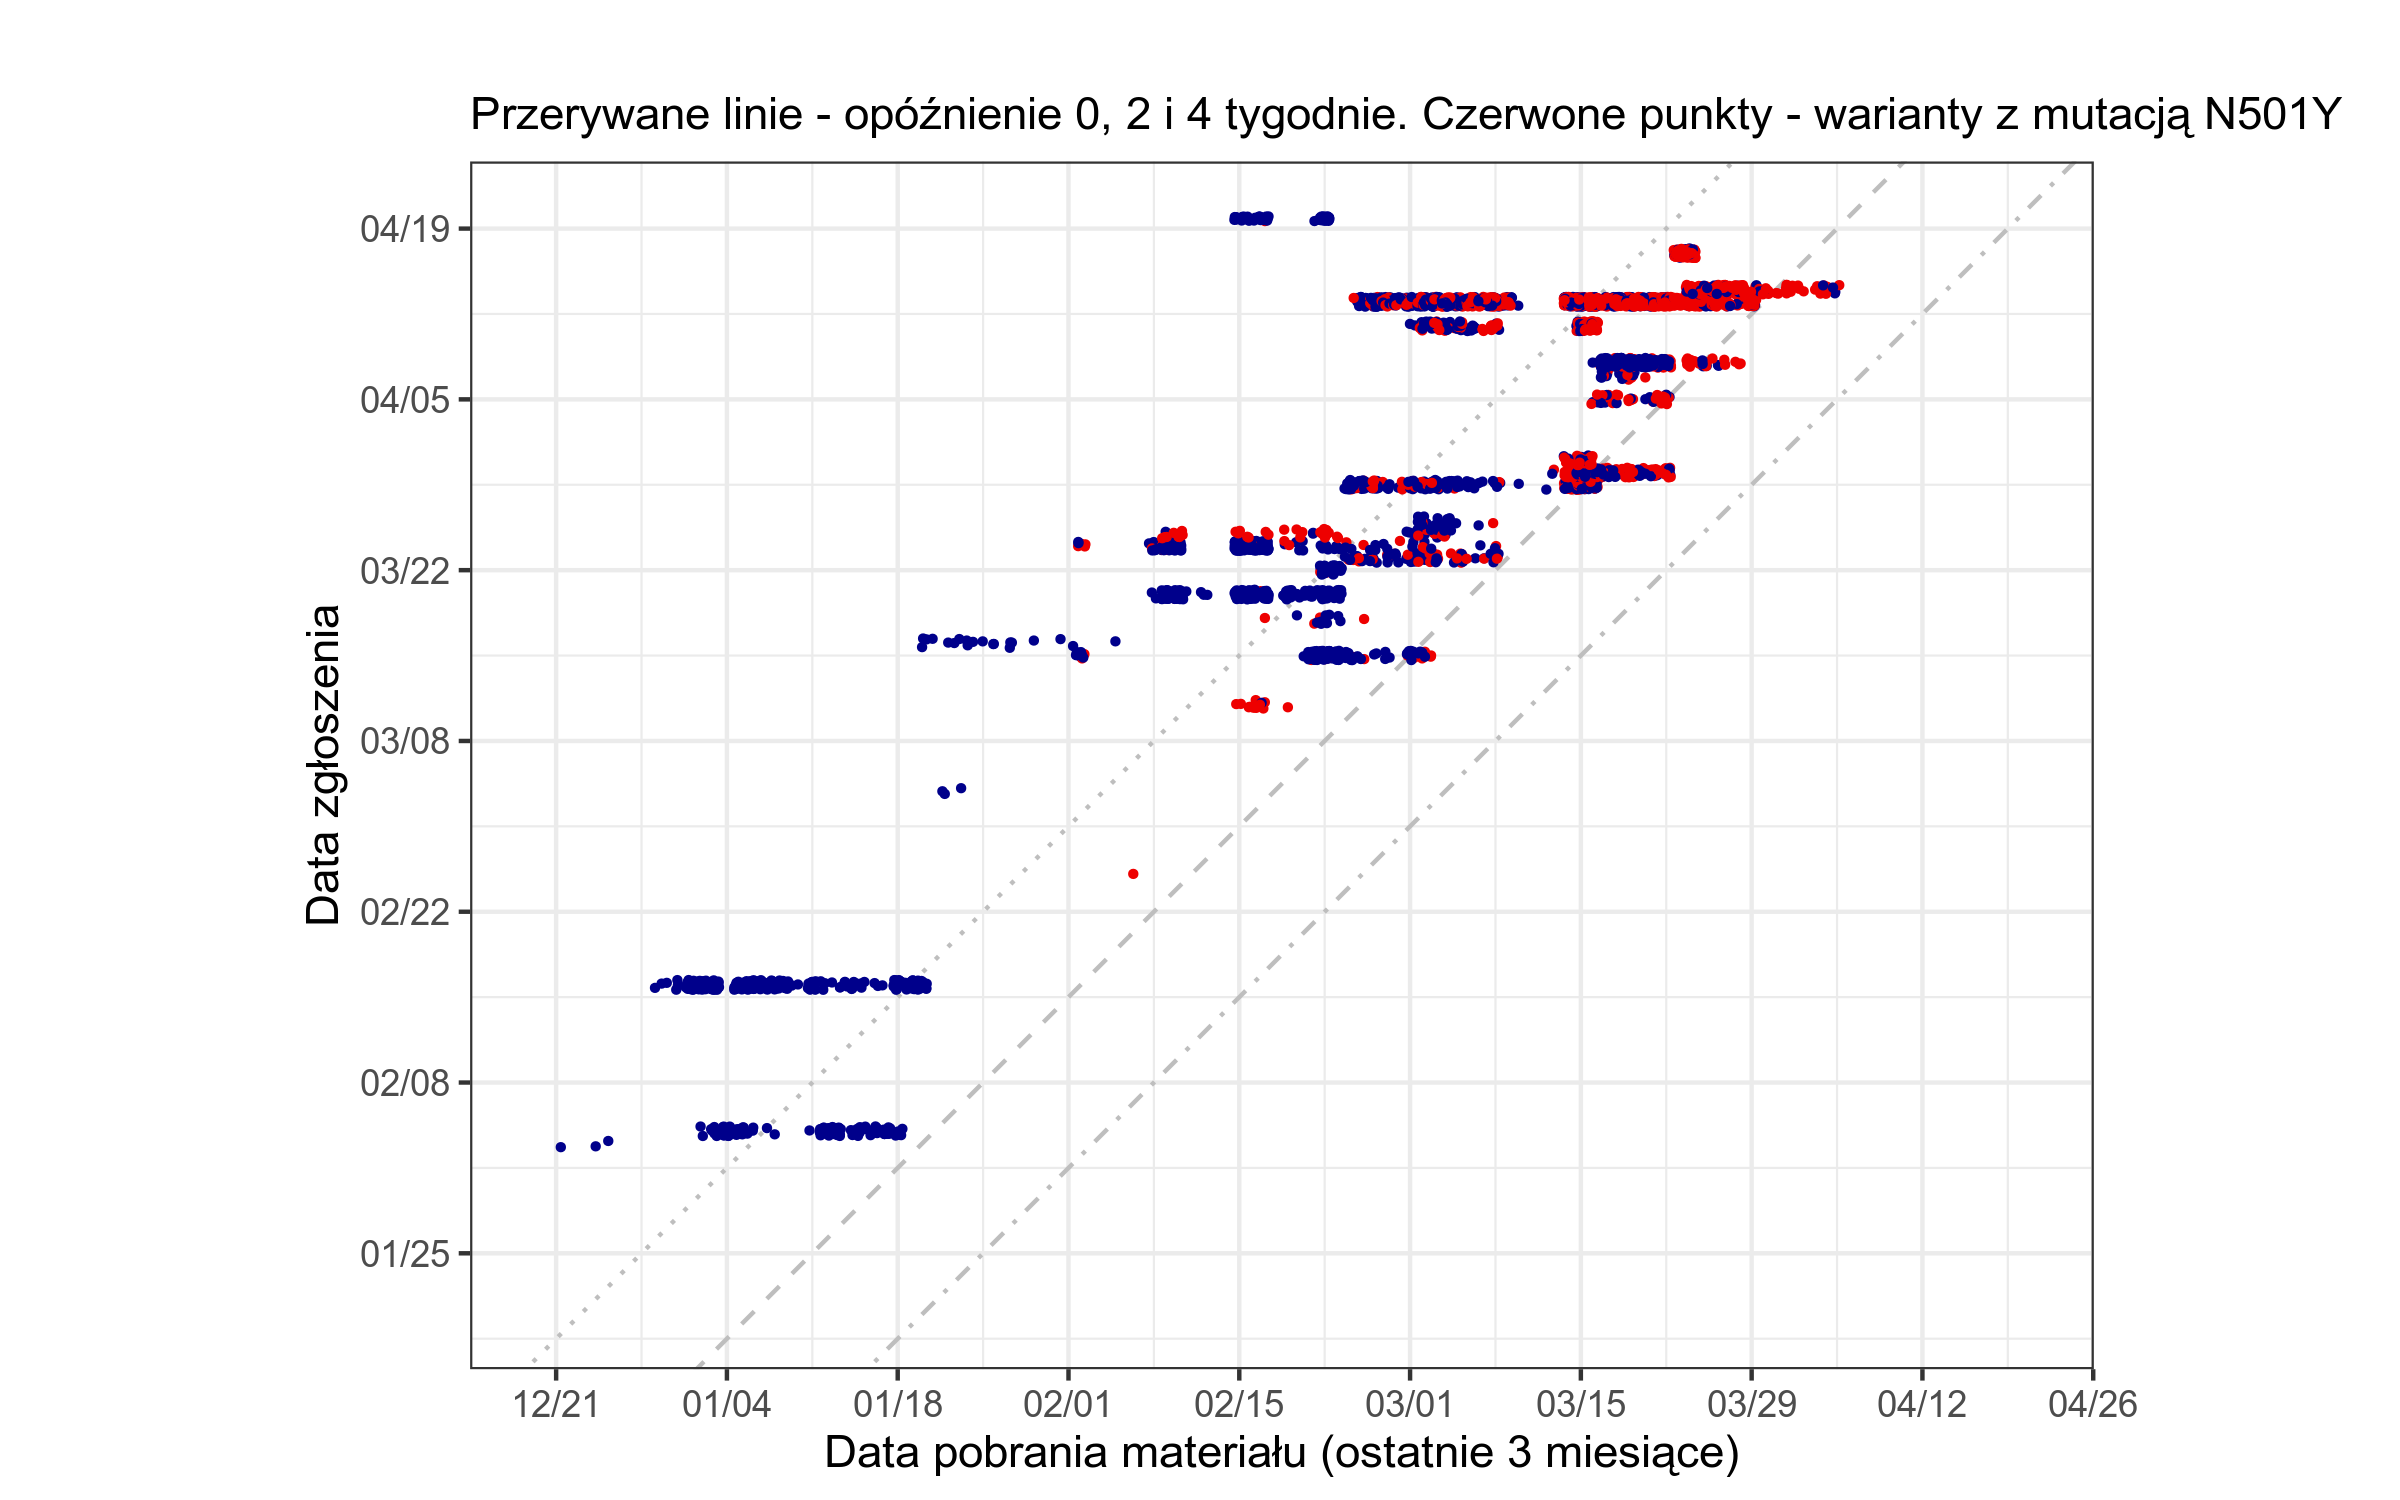 Przerywane linie - opóźnienie 0, 2 i 4 tygodnie. Czerwone punkty - warianty z mutacją N501Y
Data zgłoszenia
04/19
04/05
03/22
03/08
02/22
02/08
01/25
12/21 01/04 01/18 02/01 02/15 03/01 03/15 03/29 04/12 04/26
Data pobrania materiału (ostatnie 3 miesiące)